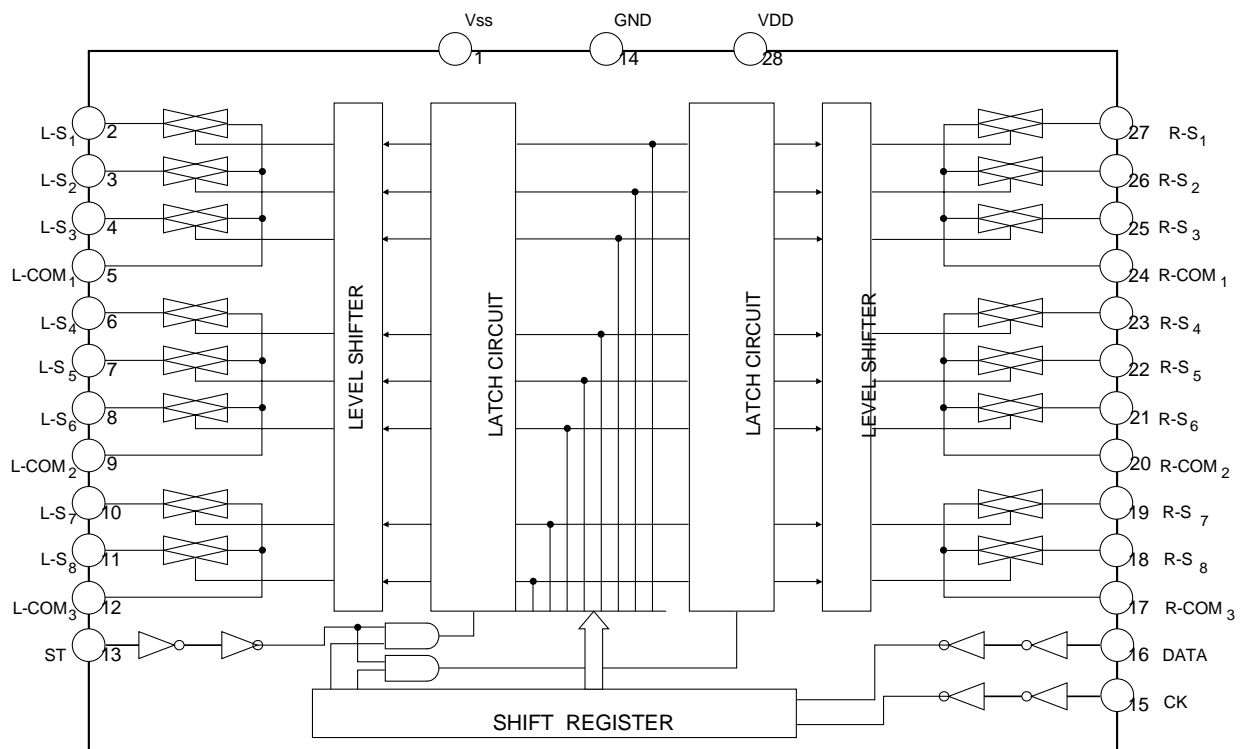 Vss GND VDD
1 14 28
L-S1 2
L-S2 3
L-S3 4
L-COM1 5
L-S4 6
L-S5 7
L-S6 8
L-COM2 9
L-S7 10
L-S8 11
L-COM3 12
ST 13
LEVEL SHIFTER
LATCH CIRCUIT
LATCH CIRCUIT
LEVEL SHIFTER
27 R-S1
26 R-S2
25 R-S3
24 R-COM1
23 R-S4
22 R-S5
21 R-S6
20 R-COM2
19 R-S7
18 R-S8
17 R-COM3
16 DATA
15 CK
SHIFT REGISTER